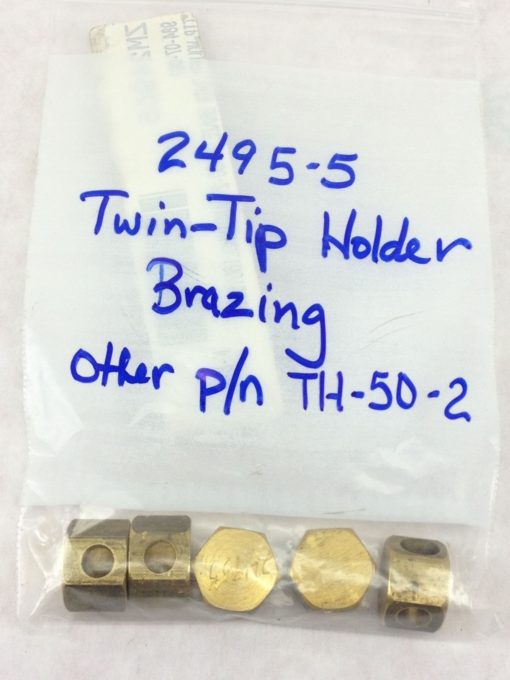 2495-5
Twin-Tip Holder
Brazing
other p/n TH-50-2